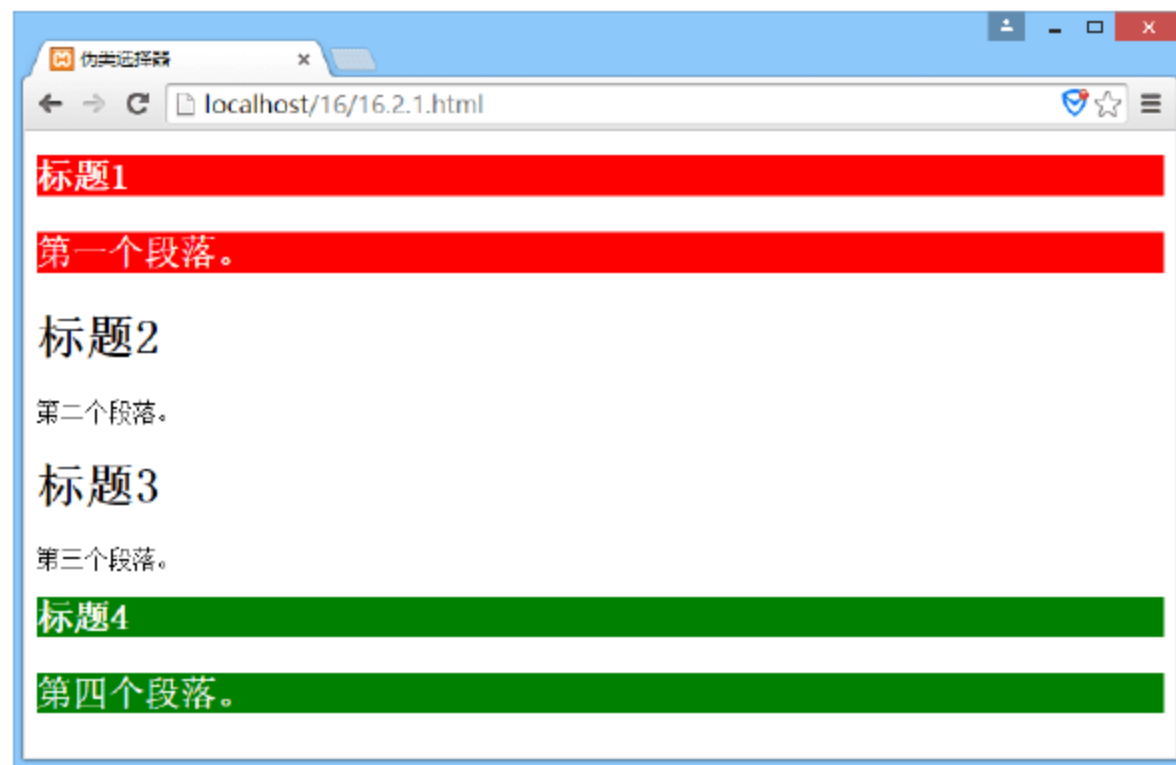 伪类选择器
localhost/16/16.2.1.html
标题1
第一个段落。
标题2
第二个段落。
标题3
第三个段落。
标题4
第四个段落。